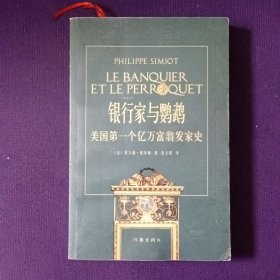 PHILIPPE SIMIOT
LE BANQUIER
ET LE PERROQUET
银行家与鹦鹉
美国第一个亿万富翁发家史
作家出版社